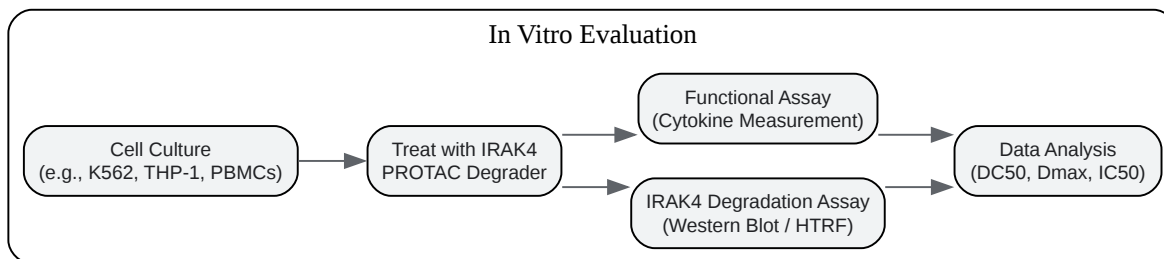 In Vitro Evaluation
Cell Culture
(e.g., K562, THP-1, PBMCs)
Treat with IRAK4
PROTAC Degrader
Functional Assay
(Cytokine Measurement)
IRAK4 Degradation Assay
(Western Blot / HTRF)
Data Analysis
(DC50, Dmax, IC50)